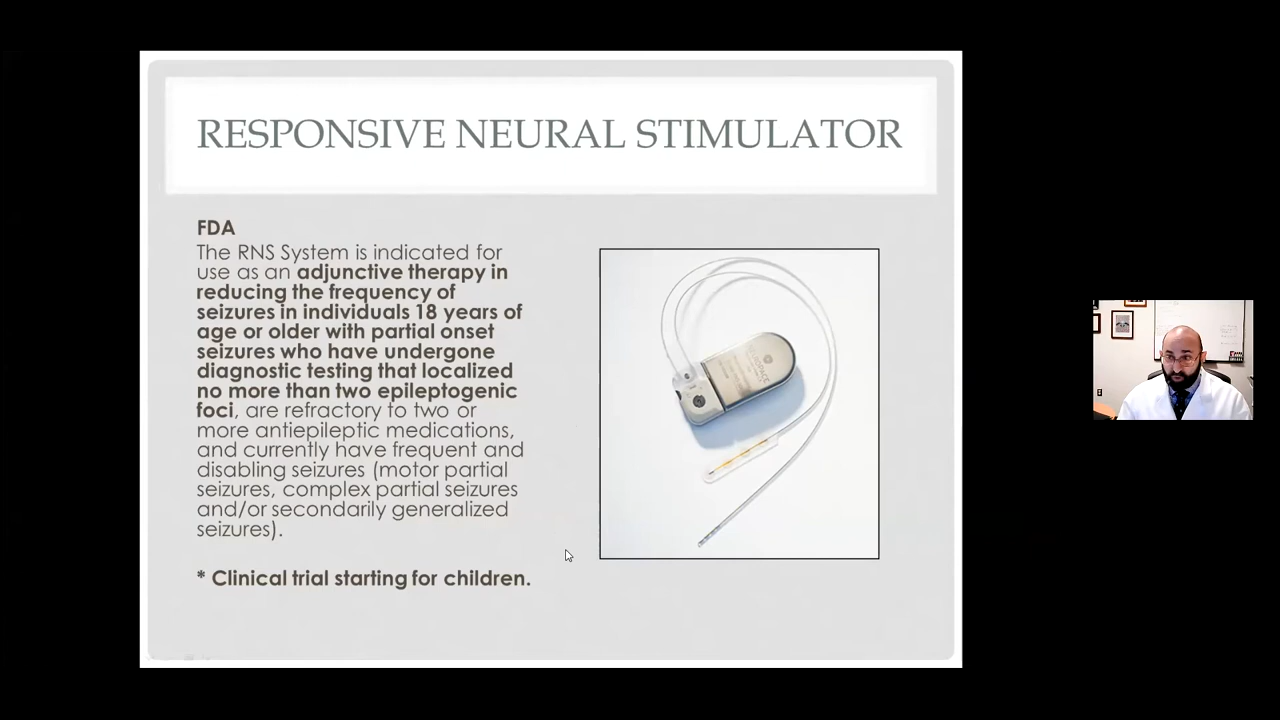 RESPONSIVE NEURAL STIMULATOR
FDA
The RNS System is indicated for
use as an adjunctive therapy in
reducing the frequency of
seizures in individuals 18 years of
age or older with partial onset
seizures who have undergone
diagnostic testing that localized
no more than two epileptogenic
foci, are refractory to two or
more antiepileptic medications,
and currently have frequent and
disabling seizures (motor partial
seizures, complex partial seizures
and/or secondarily generalized
seizures).
* Clinical trial starting for children.